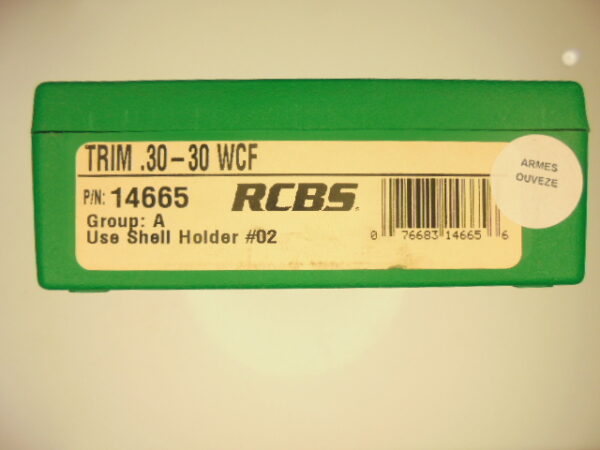 TRIM .30-30 WCF
P/N: 14665
RCBS.
Group: A
Use Shell Holder #02
0 76683 14665 6
ARMES
OUVEZE